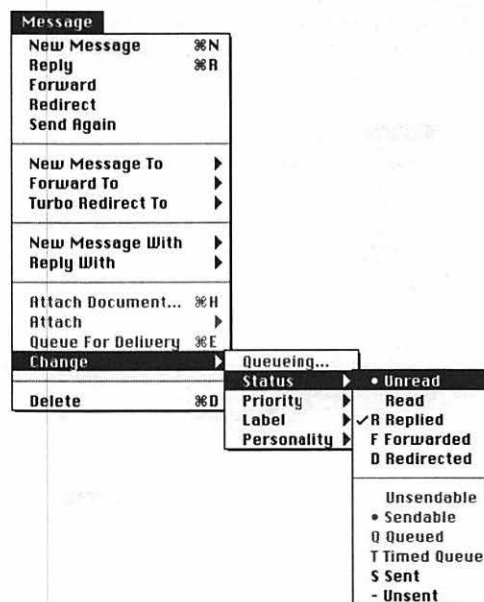 Message
New Message ⌘N
Reply ⌘R
Forward
Redirect
Send Again
New Message To
Forward To
Turbo Redirect To
New Message With
Reply With
Attach Document... ⌘H
Attach
Queue For Delivery ⌘E
Change
Delete ⌘D
Queueing...
Status
Priority
Label
Personality
• Unread
Read
✓R Replied
F Forwarded
D Redirected
Unsendable
• Sendable
Q Queued
T Timed Queue
S Sent
- Unsent